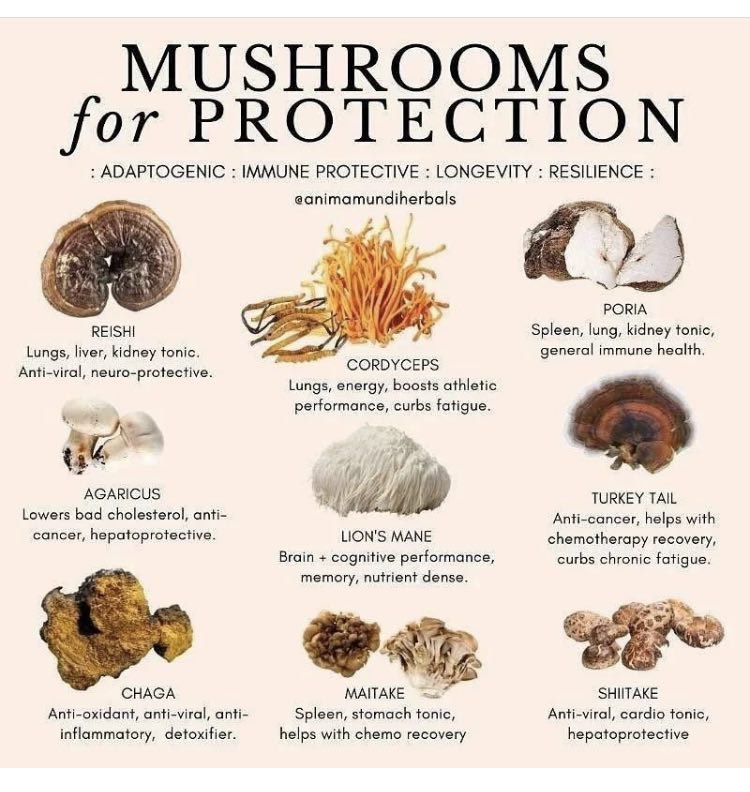 MUSHROOMS
for PROTECTION
: ADAPTOGENIC : IMMUNE PROTECTIVE : LONGEVITY : RESILIENCE :
@animamundiherbals
REISHI
Lungs, liver, kidney tonic.
Anti-viral, neuro-protective.
CORDYCEPS
Lungs, energy, boosts athletic
performance, curbs fatigue.
PORIA
Spleen, lung, kidney tonic,
general immune health.
AGARICUS
Lowers bad cholesterol, anti-
cancer, hepatoprotective.
LION'S MANE
Brain + cognitive performance,
memory, nutrient dense.
TURKEY TAIL
Anti-cancer, helps with
chemotherapy recovery,
curbs chronic fatigue.
CHAGA
Anti-oxidant, anti-viral, anti-
inflammatory, detoxifier.
MAITAKE
Spleen, stomach tonic,
helps with chemo recovery
SHIITAKE
Anti-viral, cardio tonic,
hepatoprotective